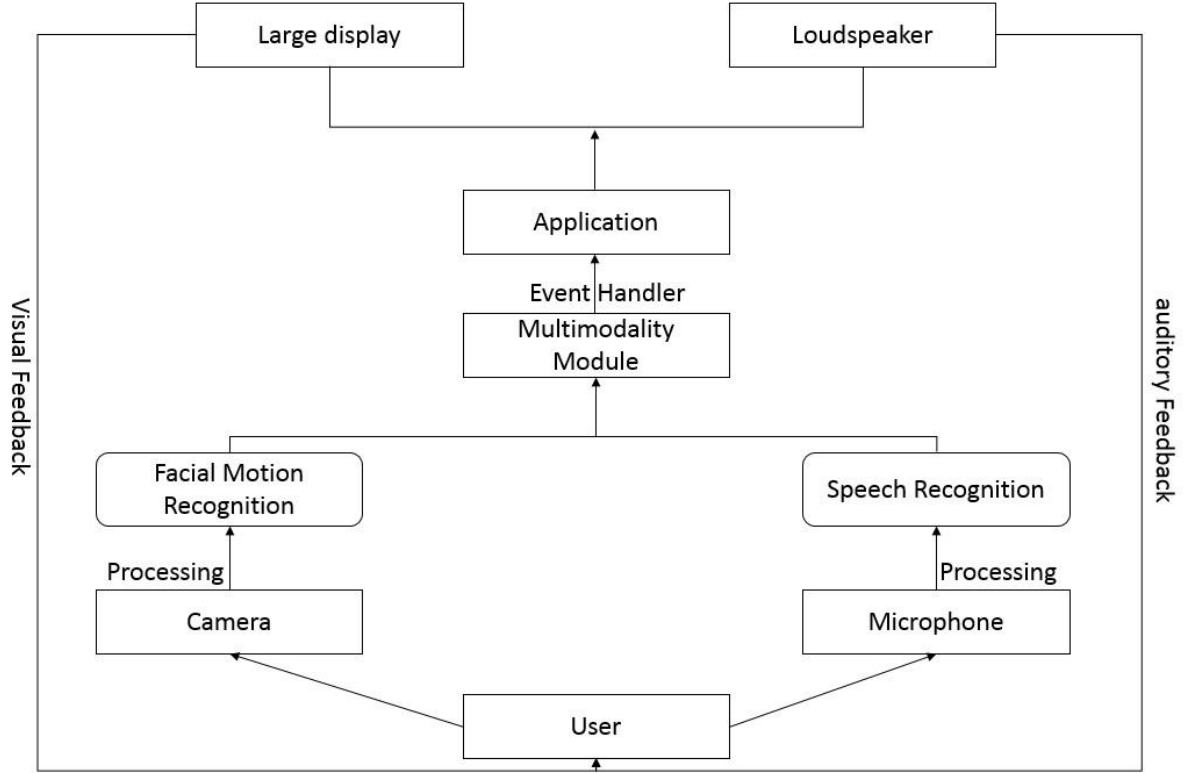 Large display
Loudspeaker
Application
Event Handler
Multimodality
Module
Visual Feedback
auditory Feedback
Facial Motion
Recognition
Speech Recognition
Processing
Processing
Camera
Microphone
User